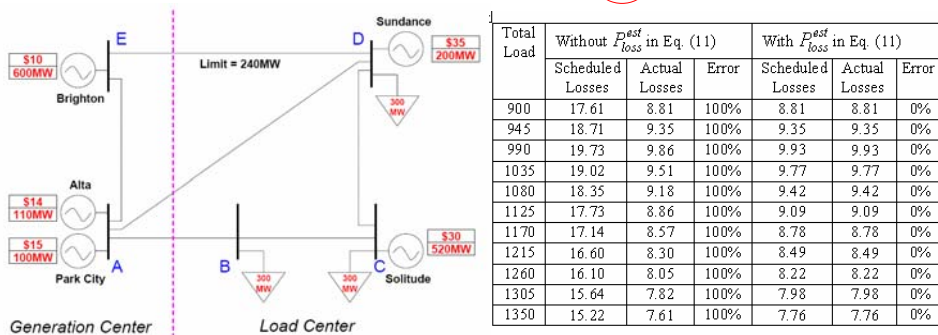 E
$10
600MW
Brighton
Limit = 240MW
Sundance
D
$35
200MW
300
MW
Alta
$14
110MW
$15
100MW
Park City
A
B
300
MW
300
MW
C
$30
520MW
Solitude
Generation Center
Load Center
Total Load | Without P_loss^est in Eq. (11) | With P_loss^est in Eq. (11)
Scheduled Losses | Actual Losses | Error | Scheduled Losses | Actual Losses | Error
900 | 17.61 | 8.81 | 100% | 8.81 | 8.81 | 0%
945 | 18.71 | 9.35 | 100% | 9.35 | 9.35 | 0%
990 | 19.73 | 9.86 | 100% | 9.93 | 9.93 | 0%
1035 | 19.02 | 9.51 | 100% | 9.77 | 9.77 | 0%
1080 | 18.35 | 9.18 | 100% | 9.42 | 9.42 | 0%
1125 | 17.73 | 8.86 | 100% | 9.09 | 9.09 | 0%
1170 | 17.14 | 8.57 | 100% | 8.78 | 8.78 | 0%
1215 | 16.60 | 8.30 | 100% | 8.49 | 8.49 | 0%
1260 | 16.10 | 8.05 | 100% | 8.22 | 8.22 | 0%
1305 | 15.64 | 7.82 | 100% | 7.98 | 7.98 | 0%
1350 | 15.22 | 7.61 | 100% | 7.76 | 7.76 | 0%